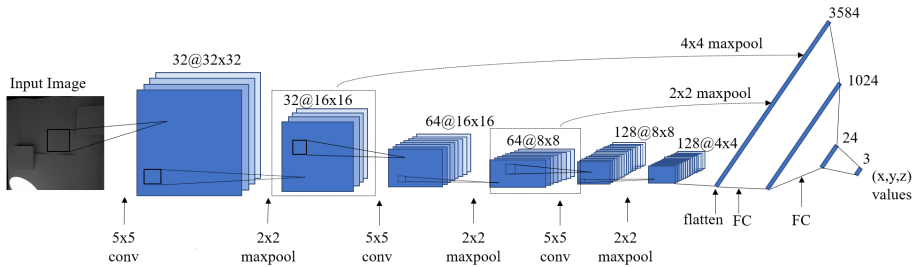 Input Image
32@32x32
32@16x16
64@16x16
64@8x8
128@8x8
128@4x4
4x4 maxpool
2x2 maxpool
3584
1024
24
3
(x,y,z)
values
5x5
conv
2x2
maxpool
5x5
conv
2x2
maxpool
5x5
conv
2x2
maxpool
flatten
FC
FC